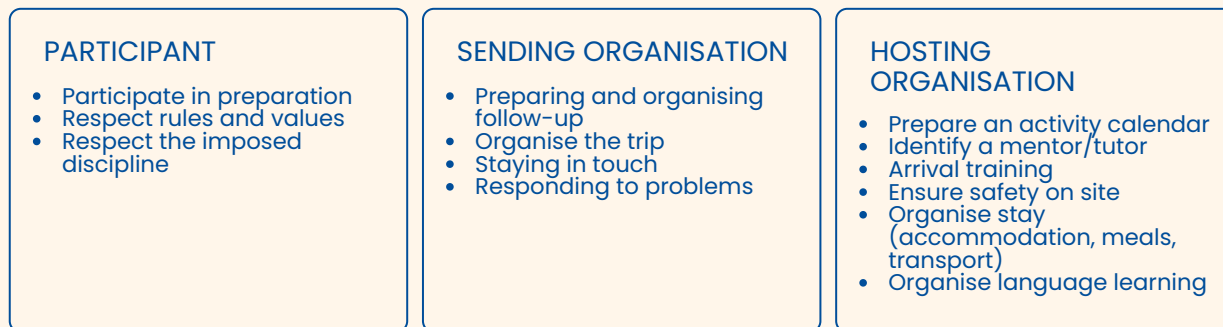 PARTICIPANT
• Participate in preparation
• Respect rules and values
• Respect the imposed
discipline
SENDING ORGANISATION
• Preparing and organising
follow-up
• Organise the trip
• Staying in touch
• Responding to problems
HOSTING
ORGANISATION
• Prepare an activity calendar
• Identify a mentor/tutor
• Arrival training
• Ensure safety on site
• Organise stay
(accommodation, meals,
transport)
• Organise language learning